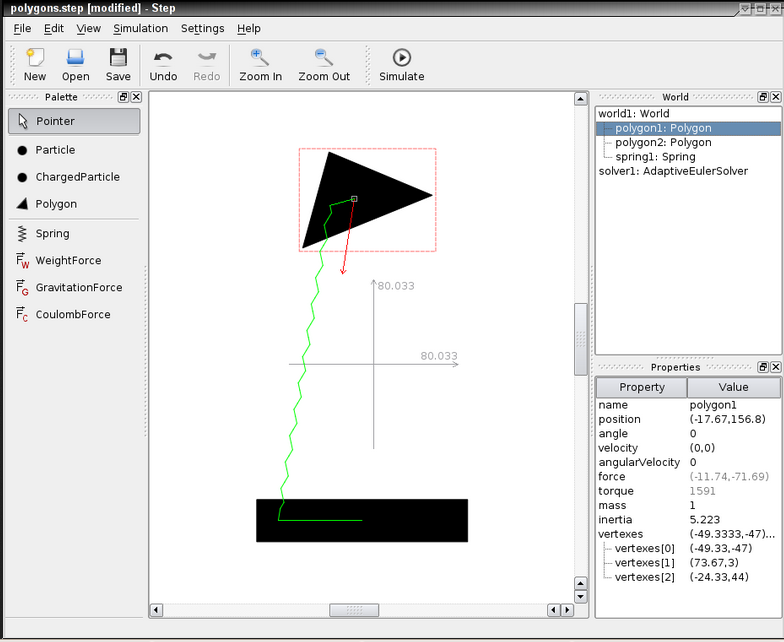 polygons.step [modified] - Step
File Edit View Simulation Settings Help
New Open Save Undo Redo Zoom In Zoom Out Simulate
Palette
Pointer
Particle
ChargedParticle
Polygon
Spring
WeightForce
GravitationForce
CoulombForce
80.033
80.033
World
world1: World
polygon1: Polygon
polygon2: Polygon
spring1: Spring
solver1: AdaptiveEulerSolver
Properties
Property Value
name polygon1
position (-17.67,156.8)
angle 0
velocity (0,0)
angularVelocity 0
force (-11.74,-71.69)
torque 1591
mass 1
inertia 5.223
vertexes (-49.3333,-47)...
vertexes[0] (-49.33,-47)
vertexes[1] (73.67,3)
vertexes[2] (-24.33,44)